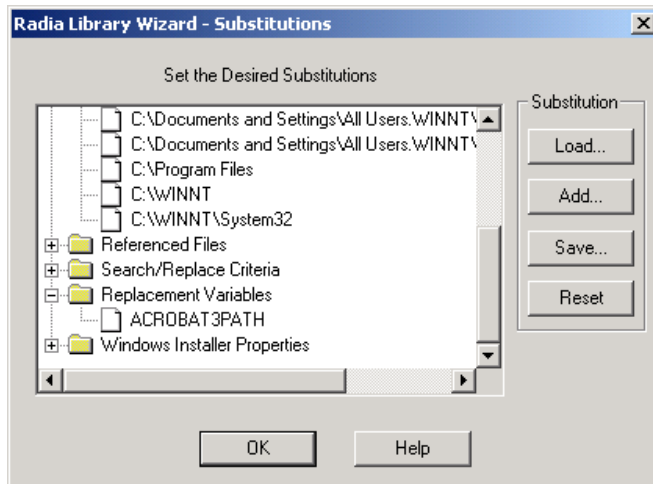 Radia Library Wizard - Substitutions
Set the Desired Substitutions
C:\Documents and Settings\All Users.WINNT\
C:\Documents and Settings\All Users.WINNT\
C:\Program Files
C:\WINNT
C:\WINNT\System32
Referenced Files
Search/Replace Criteria
Replacement Variables
ACROBAT3PATH
Windows Installer Properties
Substitution
Load...
Add...
Save...
Reset
OK
Help